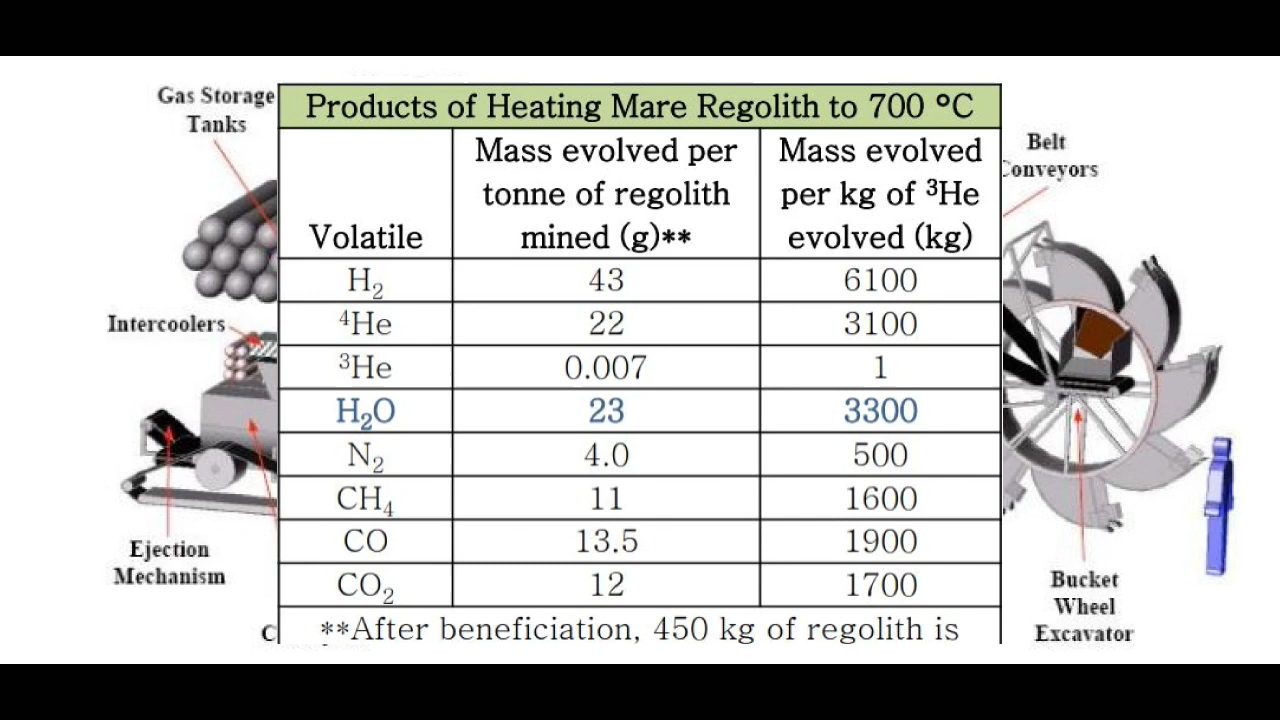 Gas Storage
Tanks
Intercoolers
Ejection
Mechanism
C
Products of Heating Mare Regolith to 700 °C
Volatile | Mass evolved per tonne of regolith mined (g)** | Mass evolved per kg of ³He evolved (kg)
H₂ 43 6100
⁴He 22 3100
³He 0.007 1
H₂O 23 3300
N₂ 4.0 500
CH₄ 11 1600
CO 13.5 1900
CO₂ 12 1700
**After beneficiation, 450 kg of regolith is
Belt
Conveyors
Bucket
Wheel
Excavator